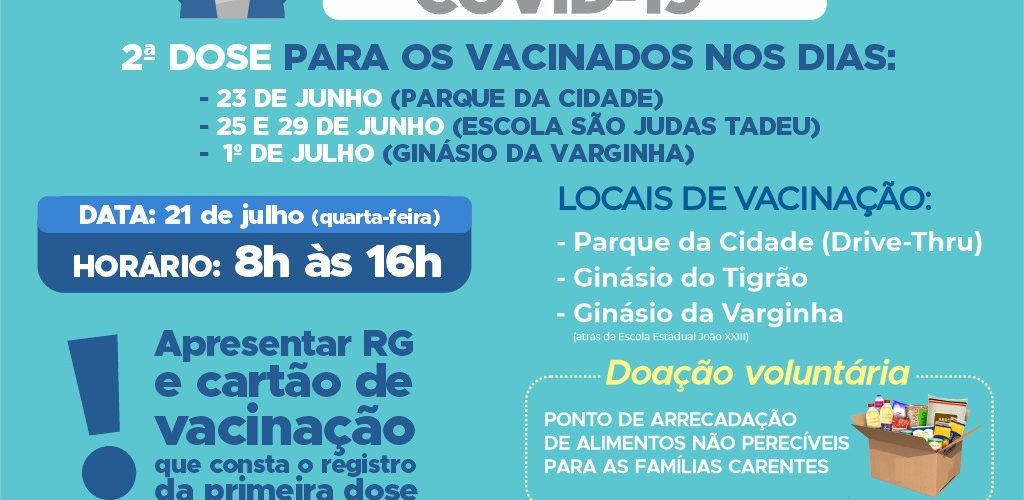 COVID-19
2ª DOSE PARA OS VACINADOS NOS DIAS:
- 23 DE JUNHO (PARQUE DA CIDADE)
- 25 E 29 DE JUNHO (ESCOLA SÃO JUDAS TADEU)
- 1º DE JULHO (GINÁSIO DA VARGINHA)
DATA: 21 de julho (quarta-feira)
HORÁRIO: 8h às 16h
LOCAIS DE VACINAÇÃO:
- Parque da Cidade (Drive-Thru)
- Ginásio do Tigrão
- Ginásio da Varginha
(atrás da Escola Estadual João XXIII)
! Apresentar RG
e cartão de
vacinação
que consta o registro
da primeira dose
Doação voluntária
PONTO DE ARRECADAÇÃO
DE ALIMENTOS NÃO PERECÍVEIS
PARA AS FAMÍLIAS CARENTES